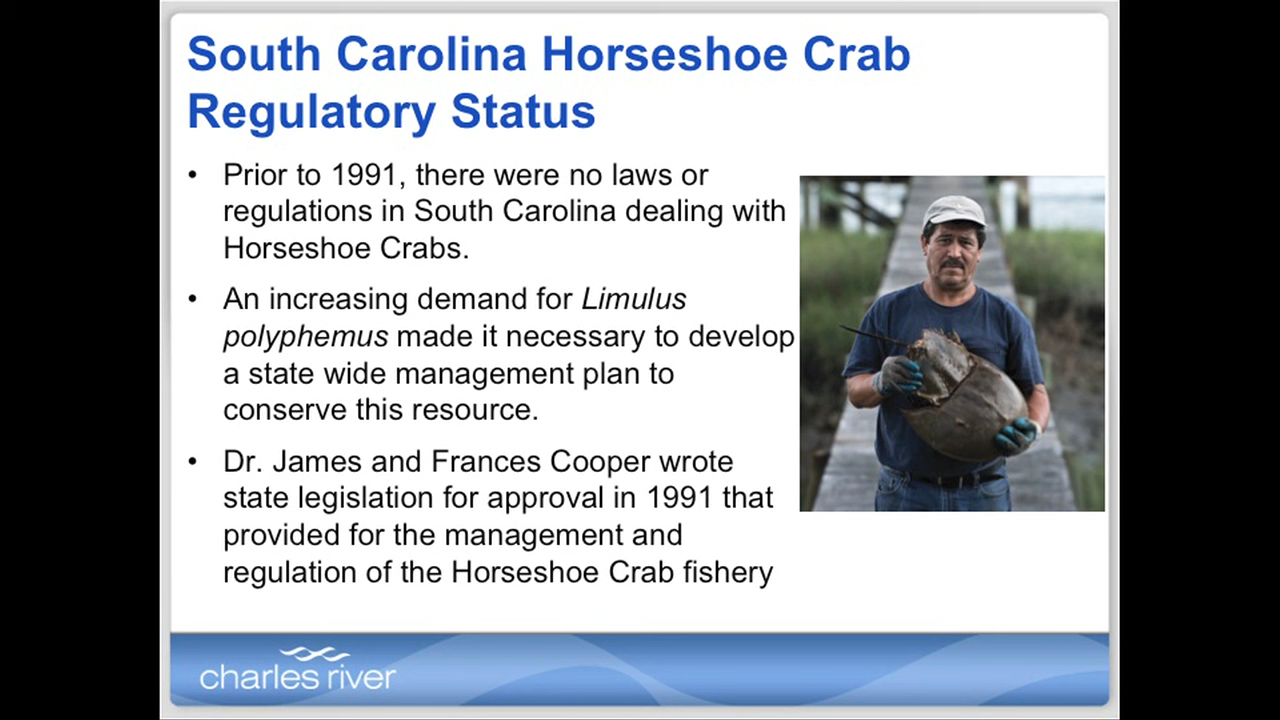 South Carolina Horseshoe Crab
Regulatory Status
• Prior to 1991, there were no laws or
regulations in South Carolina dealing with
Horseshoe Crabs.
• An increasing demand for Limulus
polyphemus made it necessary to develop
a state wide management plan to
conserve this resource.
• Dr. James and Frances Cooper wrote
state legislation for approval in 1991 that
provided for the management and
regulation of the Horseshoe Crab fishery
charles river